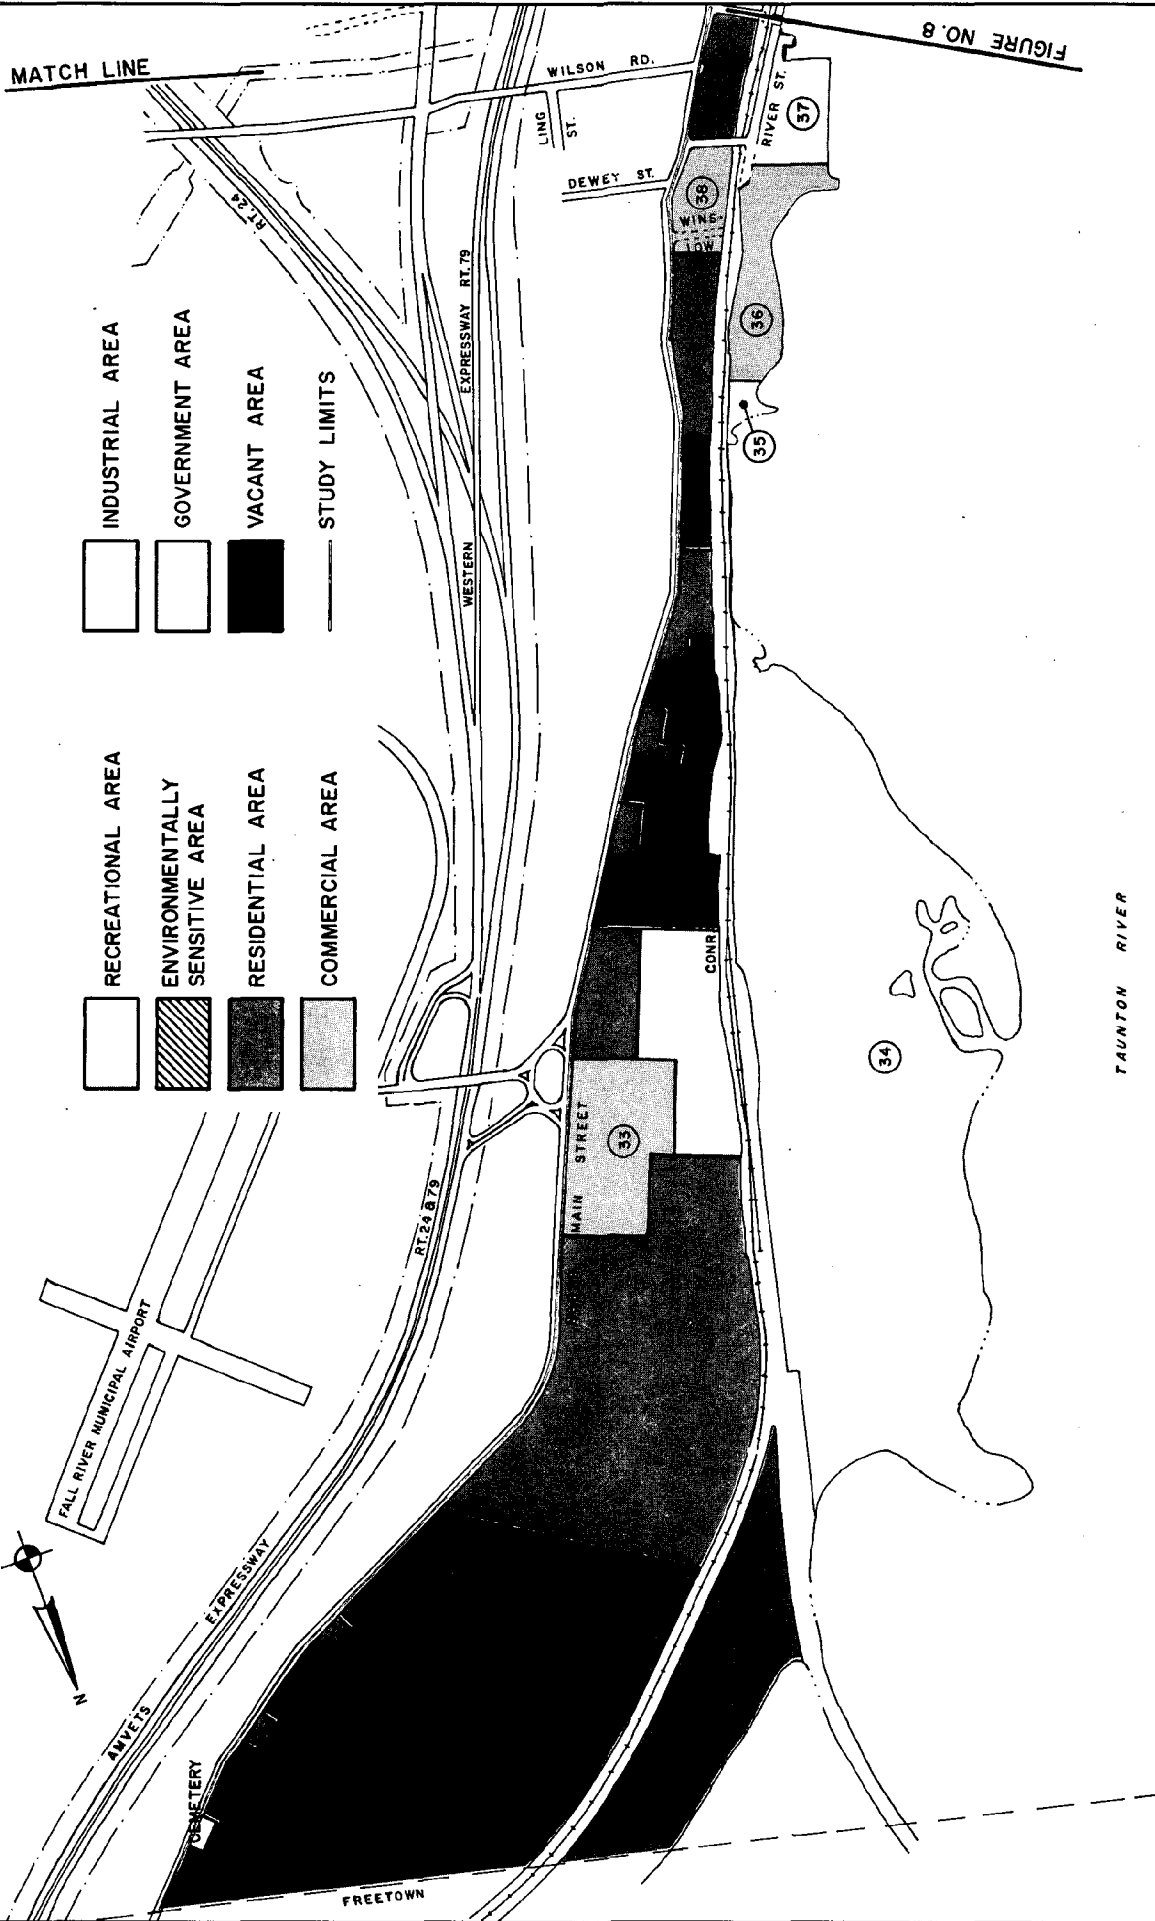 MATCH LINE
FIGURE NO. 8
WILSON RD.
LING ST.
DEWEY ST.
RIVER ST.
37
38
WINS-
LOW
36
35
RT. 24
EXPRESSWAY RT. 79
WESTERN
INDUSTRIAL AREA
GOVERNMENT AREA
VACANT AREA
STUDY LIMITS
RECREATIONAL AREA
ENVIRONMENTALLY
SENSITIVE AREA
RESIDENTIAL AREA
COMMERCIAL AREA
CONR.
34
TAUNTON RIVER
MAIN STREET
33
RT. 24 & 79
FALL RIVER MUNICIPAL AIRPORT
N
AMVETS EXPRESSWAY
CEMETERY
FREETOWN